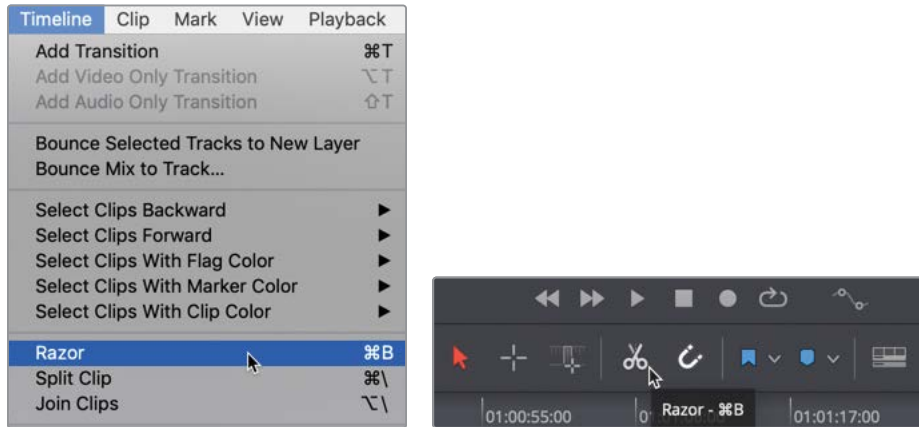 Timeline Clip Mark View Playback
Add Transition ⌘T
Add Video Only Transition ⌥T
Add Audio Only Transition ⇧T
Bounce Selected Tracks to New Layer
Bounce Mix to Track...
Select Clips Backward
Select Clips Forward
Select Clips With Flag Color
Select Clips With Marker Color
Select Clips With Clip Color
Razor ⌘B
Split Clip ⌘\
Join Clips ⌥\
Razor - ⌘B
01:00:55:00
01:01:17:00